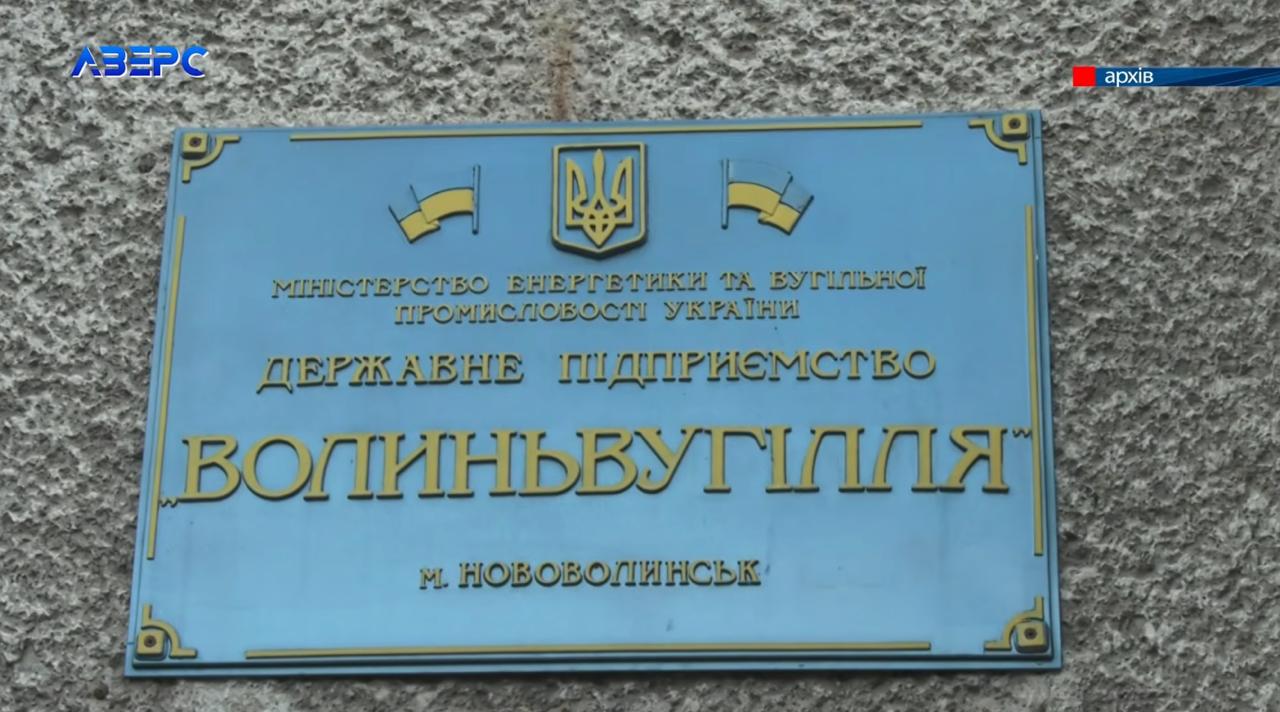 АВЕРС
архів
МІНІСТЕРСТВО ЕНЕРГЕТИКИ ТА ВУГІЛЬНОЇ
ПРОМИСЛОВОСТІ УКРАЇНИ
ДЕРЖАВНЕ ПІДПРИЄМСТВО
„ВОЛИНЬВУГІЛЛЯ”
м. НОВОВОЛИНСЬК